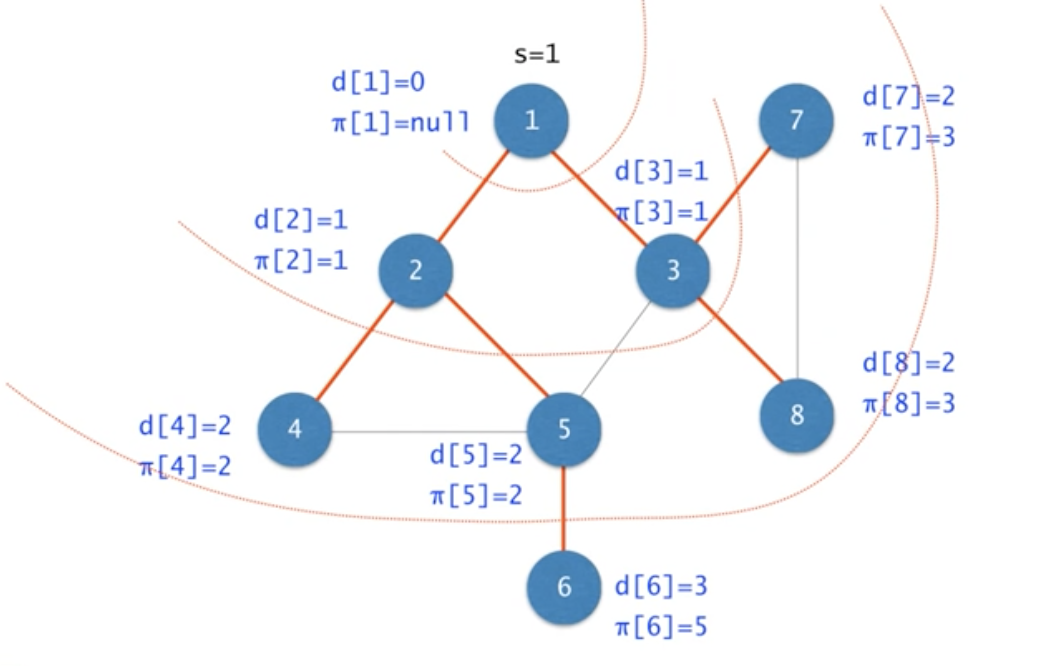 s=1
d[1]=0
π[1]=null
1
7
d[7]=2
π[7]=3
d[3]=1
π[3]=1
d[2]=1
π[2]=1
2
3
d[8]=2
π[8]=3
8
4
5
d[4]=2
π[4]=2
d[5]=2
π[5]=2
6
d[6]=3
π[6]=5